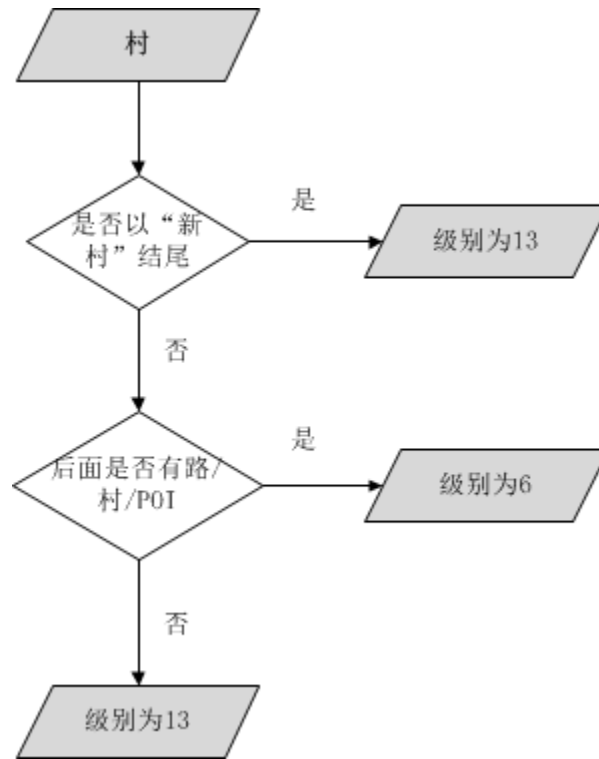 村
是否以“新
村”结尾
是
级别为13
否
后面是否有路/
村/POI
是
级别为6
否
级别为13